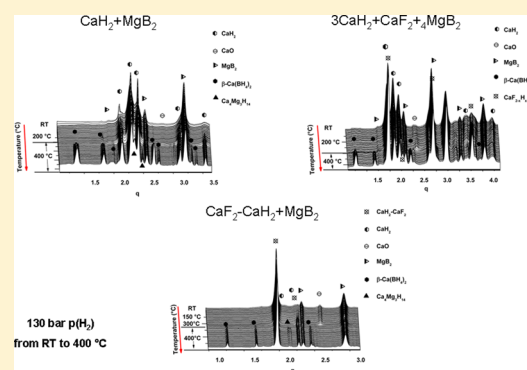 CaH₂+MgB₂
CaH₂
CaO
MgB₂
β-Ca(BH₄)₂
Ca₄Mg₃H₁₄
Temperature (°C)
RT
200 °C
400 °C
1.5 2.0 2.5 3.0 3.5
q
3CaH₂+CaF₂+₄MgB₂
CaH₂
CaF₂
CaO
MgB₂
β-Ca(BH₄)₂
Temperature (°C)
RT
200 °C
400 °C
1.5 2.0 2.5 3.0 3.5 4.0
q
CaF₂-CaH₂+MgB₂
CaH₂-CaF₂
CaH₂
CaO
MgB₂
β-Ca(BH₄)₂
Ca₄Mg₃H₁₄
Temperature (°C)
RT
150 °C
300°C
400°C
1.0 1.5 2.0 2.5 3.0
130 bar p(H₂)
from RT to 400 °C